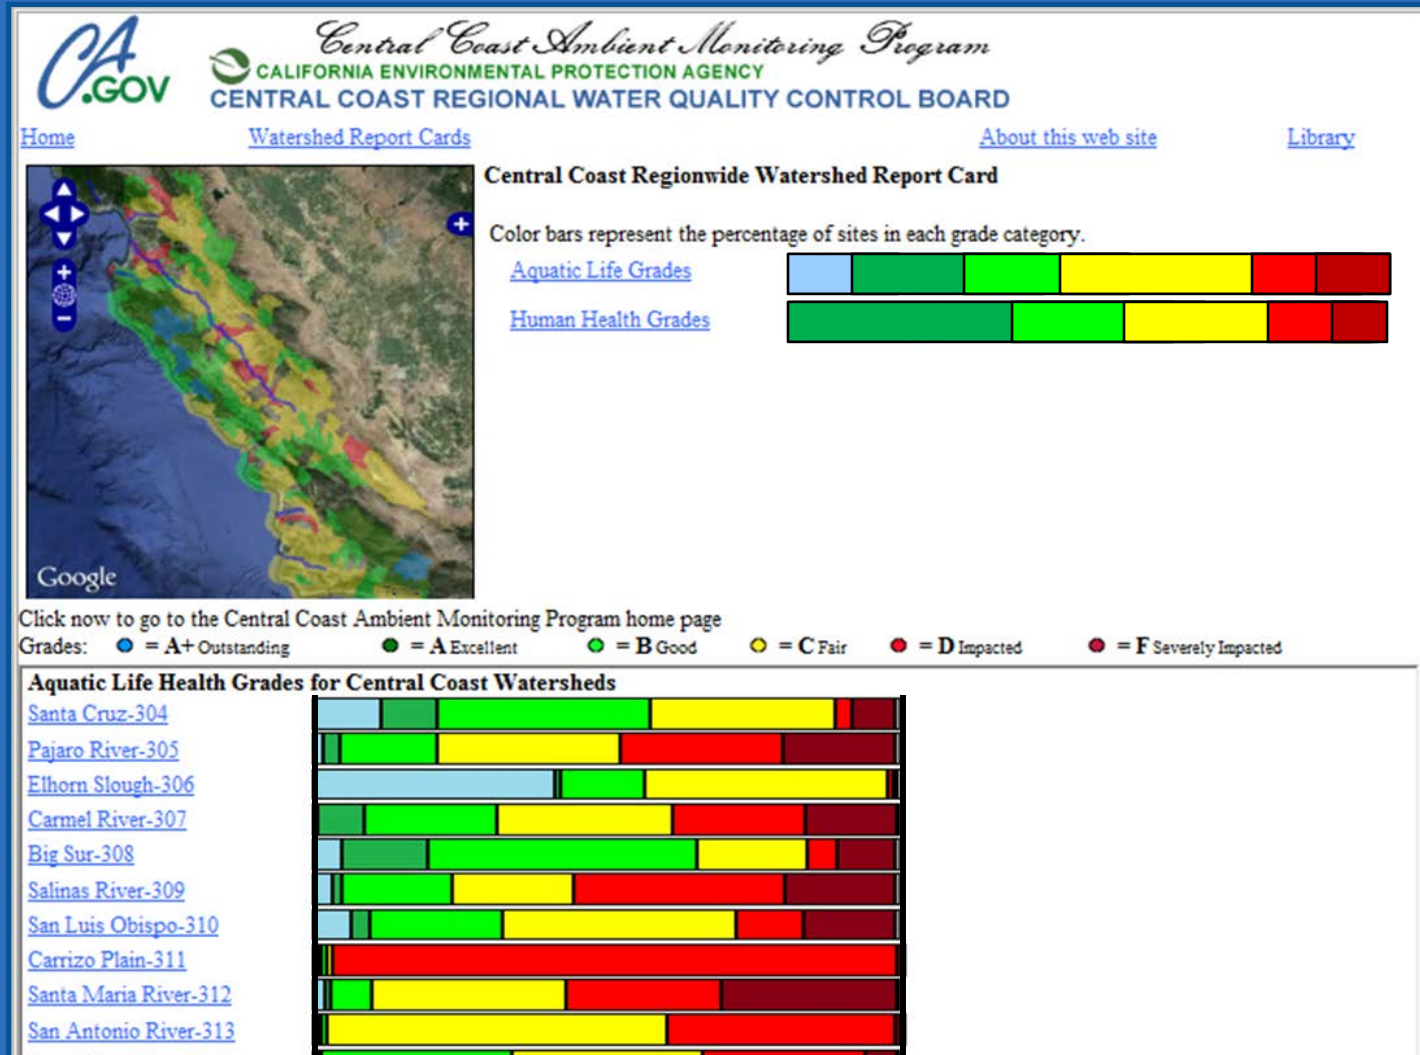 CA
.GOV
Central Coast Ambient Monitoring Program
CALIFORNIA ENVIRONMENTAL PROTECTION AGENCY
CENTRAL COAST REGIONAL WATER QUALITY CONTROL BOARD
Home Watershed Report Cards About this web site Library
Central Coast Regionwide Watershed Report Card
Color bars represent the percentage of sites in each grade category.
Aquatic Life Grades
Human Health Grades
Google
Click now to go to the Central Coast Ambient Monitoring Program home page
Grades: = A+ Outstanding = A Excellent = B Good = C Fair = D Impacted = F Severely Impacted
Aquatic Life Health Grades for Central Coast Watersheds
Santa Cruz-304
Pajaro River-305
Elhorn Slough-306
Carmel River-307
Big Sur-308
Salinas River-309
San Luis Obispo-310
Carrizo Plain-311
Santa Maria River-312
San Antonio River-313